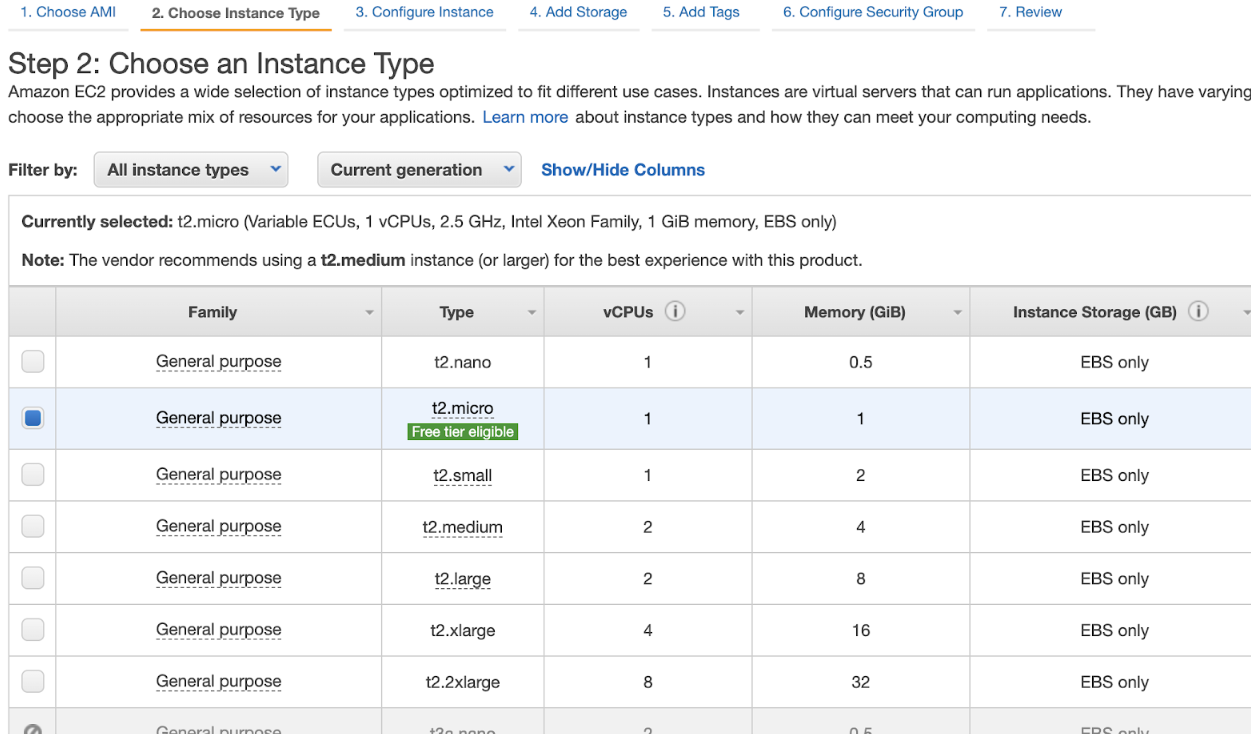 1. Choose AMI 2. Choose Instance Type 3. Configure Instance 4. Add Storage 5. Add Tags 6. Configure Security Group 7. Review
Step 2: Choose an Instance Type
Amazon EC2 provides a wide selection of instance types optimized to fit different use cases. Instances are virtual servers that can run applications. They have varying
choose the appropriate mix of resources for your applications. Learn more about instance types and how they can meet your computing needs.
Filter by: All instance types Current generation Show/Hide Columns
Currently selected: t2.micro (Variable ECUs, 1 vCPUs, 2.5 GHz, Intel Xeon Family, 1 GiB memory, EBS only)
Note: The vendor recommends using a t2.medium instance (or larger) for the best experience with this product.
Family Type vCPUs i Memory (GiB) Instance Storage (GB) i
General purpose t2.nano 1 0.5 EBS only
General purpose t2.micro 1 1 EBS only
Free tier eligible
General purpose t2.small 1 2 EBS only
General purpose t2.medium 2 4 EBS only
General purpose t2.large 2 8 EBS only
General purpose t2.xlarge 4 16 EBS only
General purpose t2.2xlarge 8 32 EBS only
General purpose t3a.nano 2 0.5 EBS only